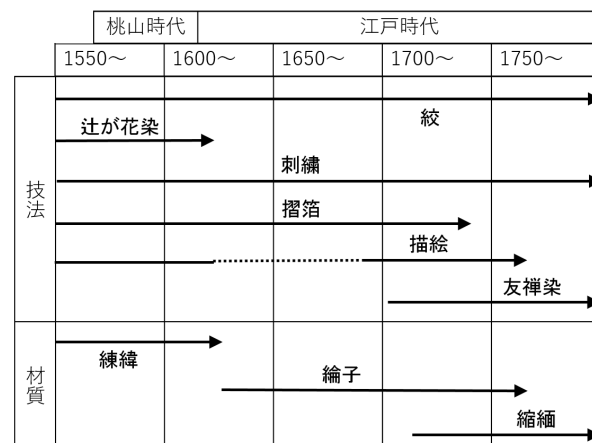 桃山時代
江戸時代
1550～
1600～
1650～
1700～
1750～
技法
絞
辻が花染
刺繍
摺箔
描絵
友禅染
材質
練緯
綸子
縮緬